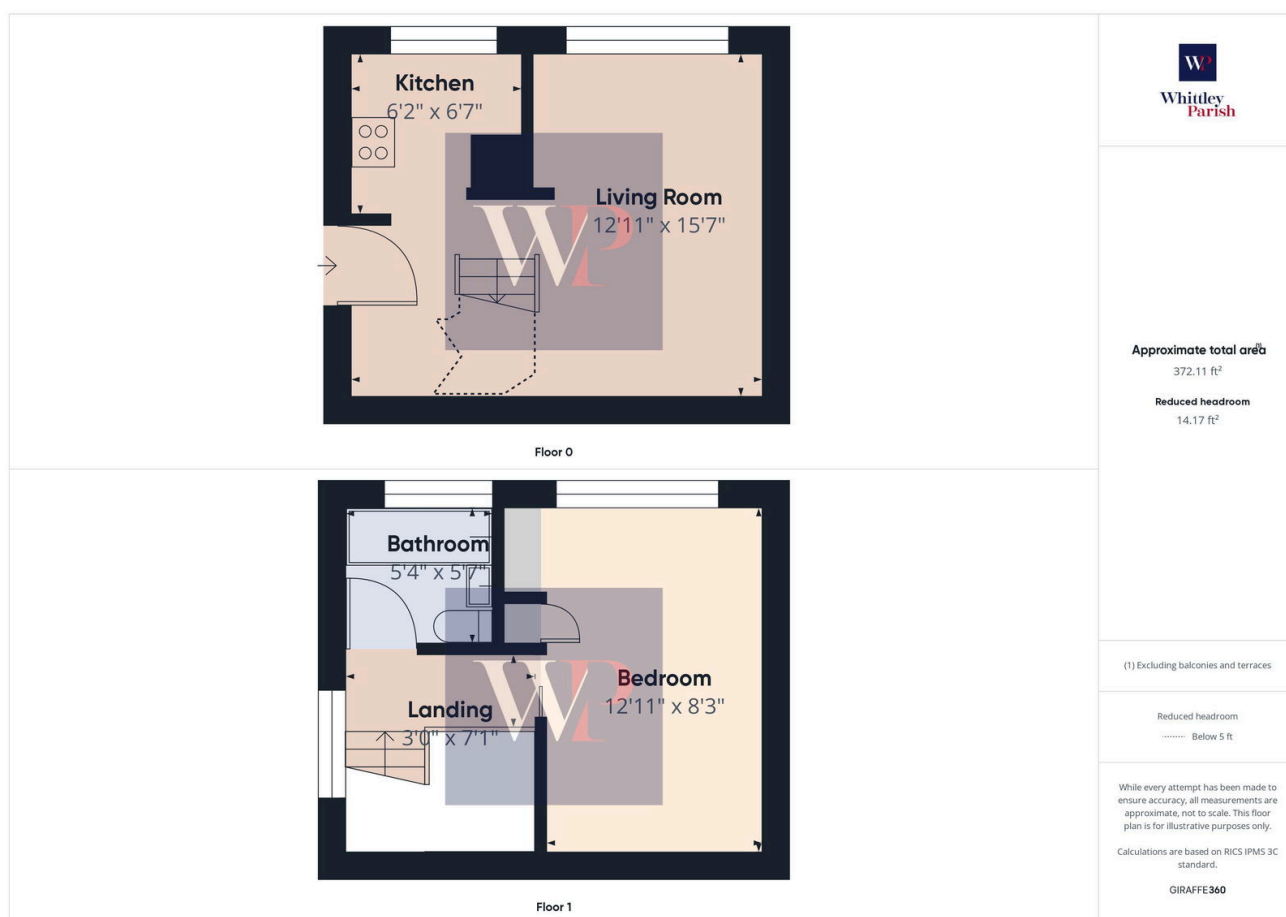 Kitchen
6'2" x 6'7"
Living Room
12'11" x 15'7"
WP
Floor 0
Bathroom
5'4" x 5'7"
Bedroom
12'11" x 8'3"
Landing
3'0" x 7'1"
WP
Floor 1
WP
Whittley
Parish
Approximate total area(1)
372.11 ft²
Reduced headroom
14.17 ft²
(1) Excluding balconies and terraces
Reduced headroom
Below 5 ft
While every attempt has been made to
ensure accuracy, all measurements are
approximate, not to scale. This floor
plan is for illustrative purposes only.
Calculations are based on RICS IPMS 3C
standard.
GIRAFFE360